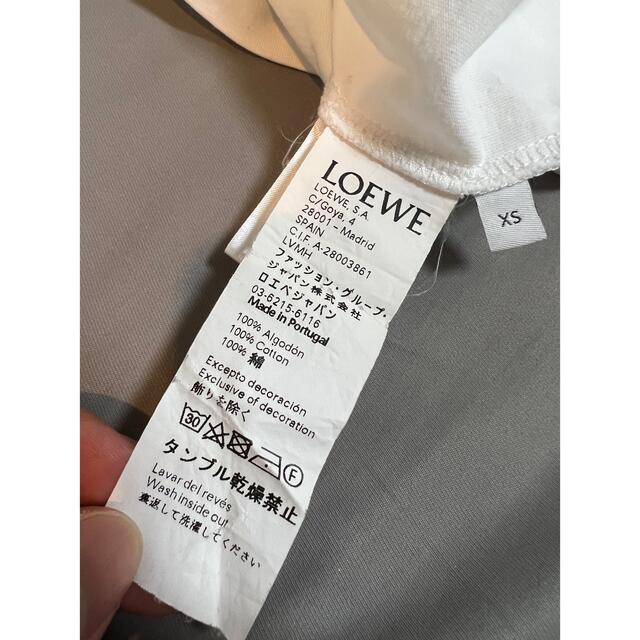 LOEWE
LOEWE, S.A.
C/Goya, 4
28001 - Madrid
SPAIN
C.I.F. A-28003861
LVMH
ファッション・グループ・
ジャパン株式会社
ロエベジャパン
03-6215-6116
Made in Portugal
100% Algodón
100% Cotton
100% 綿
Excepto decoración
Exclusive of decoration
飾りを除く
30 F
タンブル乾燥禁止
Lavar del revés
Wash inside out
裏返して洗濯してください
XS